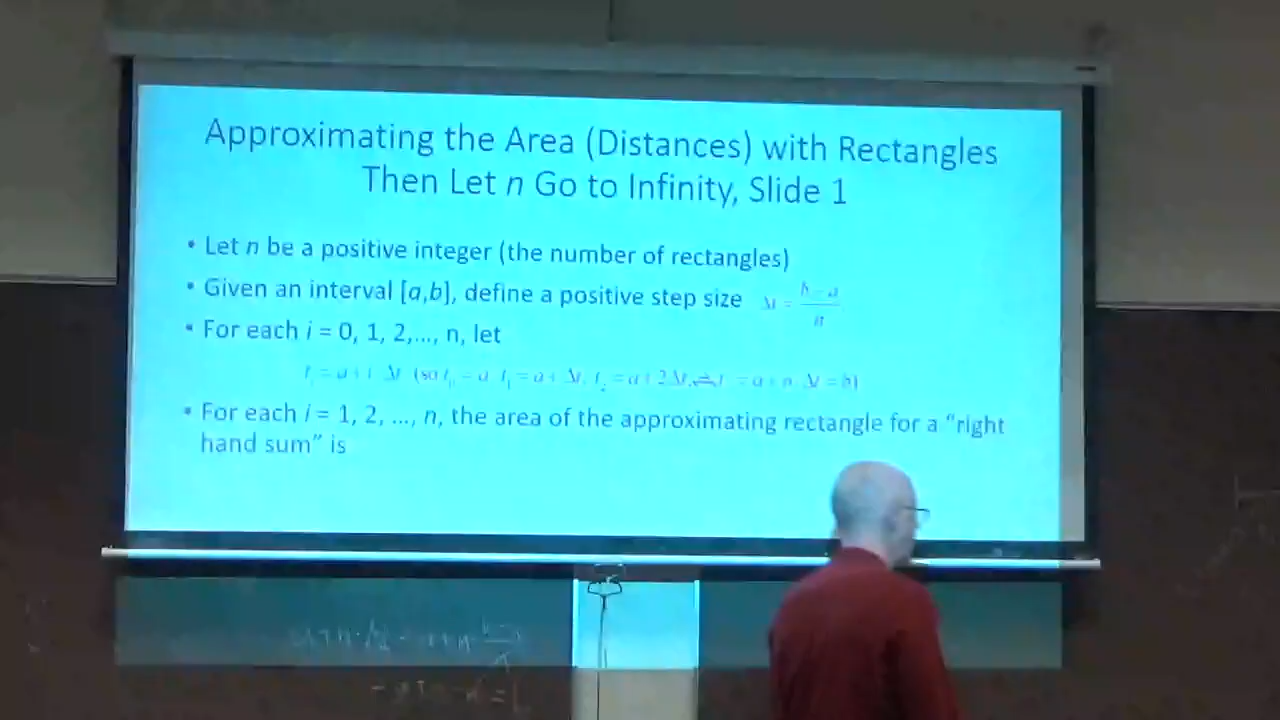 Approximating the Area (Distances) with Rectangles
Then Let n Go to Infinity, Slide 1
• Let n be a positive integer (the number of rectangles)
• Given an interval [a,b], define a positive step size Δt = (b − a)/n
• For each i = 0, 1, 2,..., n, let
• For each i = 1, 2, ..., n, the area of the approximating rectangle for a “right
hand sum” is